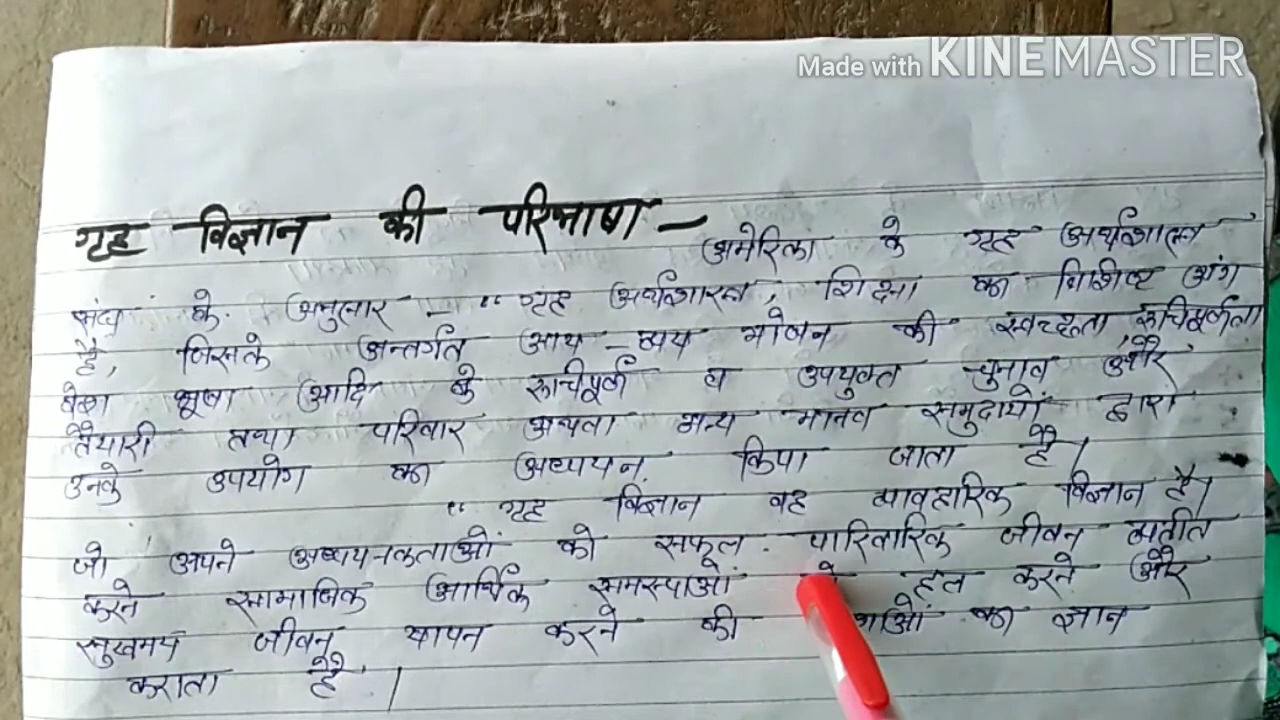 Made with KINEMASTER
गृह विज्ञान की परिभाषा –
अमेरिका के गृह अर्थशास्त्र
संघ के अनुसार – "गृह अर्थशास्त्र, शिक्षा का विशिष्ट अंग
है, जिसके अन्तर्गत आय-व्यय भोजन की स्वच्छता, रूचिपूर्णता
वेश भूषा आदि के रूचिपूर्ण व उपयुक्त चुनाव और
तैयारी तथा परिवार अथवा अन्य मानव समुदायों द्वारा
उनके उपयोग का अध्ययन किया जाता है।
"गृह विज्ञान वह व्यावहारिक विज्ञान है।
जो अपने अध्ययनकर्ताओं को सफल पारिवारिक जीवन व्यतीत
करने सामाजिक आर्थिक समस्याओं हल करने और
सुखमय जीवन यापन करने की का ज्ञान
कराता है।